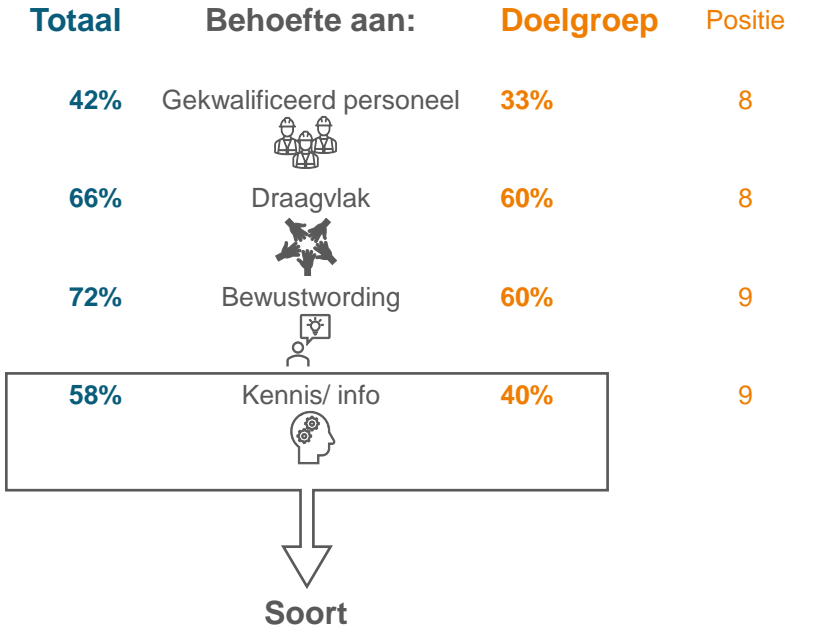 Totaal Behoefte aan: Doelgroep Positie
42% Gekwalificeerd personeel 33% 8
66% Draagvlak 60% 8
72% Bewustwording 60% 9
58% Kennis/ info 40% 9
Soort